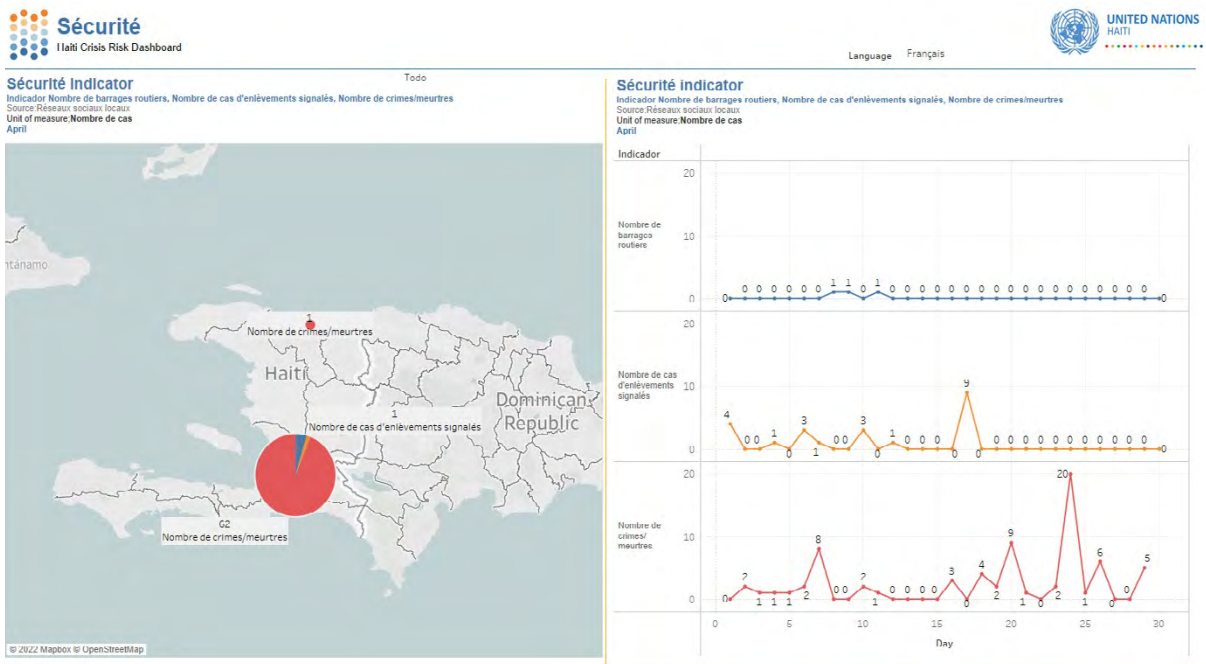 Sécurité
Haiti Crisis Risk Dashboard
UNITED NATIONS
HAITI
Language Français
Sécurité Indicator
Todo
Indicador Nombre de barrages routiers, Nombre de cas d'enlèvements signalés, Nombre de crimes/meurtres
Source:Réseaux sociaux locaux
Unit of measure:Nombre de cas
April
1
Nombre de crimes/meurtres
Haiti
Dominican
Republic
1
Nombre de cas d'enlèvements signalés
62
Nombre de crimes/meurtres
ntánamo
© 2022 Mapbox © OpenStreetMap
Sécurité indicator
Indicador Nombre de barrages routiers, Nombre de cas d'enlèvements signalés, Nombre de crimes/meurtres
Source:Réseaux sociaux locaux
Unit of measure:Nombre de cas
April
Indicador
Nombre de
barrages
routiers
20
10
0
0 0 0 0 0 0 0 1 1 0 1 0 0 0 0 0 0 0 0 0 0 0 0 0 0 0 0 0 0 0
Nombre de cas
d'enlèvements
signalés
20
10
0
4 0 0 1 0 3 1 0 0 3 0 1 0 0 0 0 9 0 0 0 0 0 0 0 0 0 0 0 0 0
Nombre de
crimes/
meurtres
20
10
0
0 2 1 1 1 2 8 0 0 2 1 0 0 0 0 3 0 4 2 9 1 0 2 20 1 6 0 0 5
0 5 10 15 20 25 30
Day